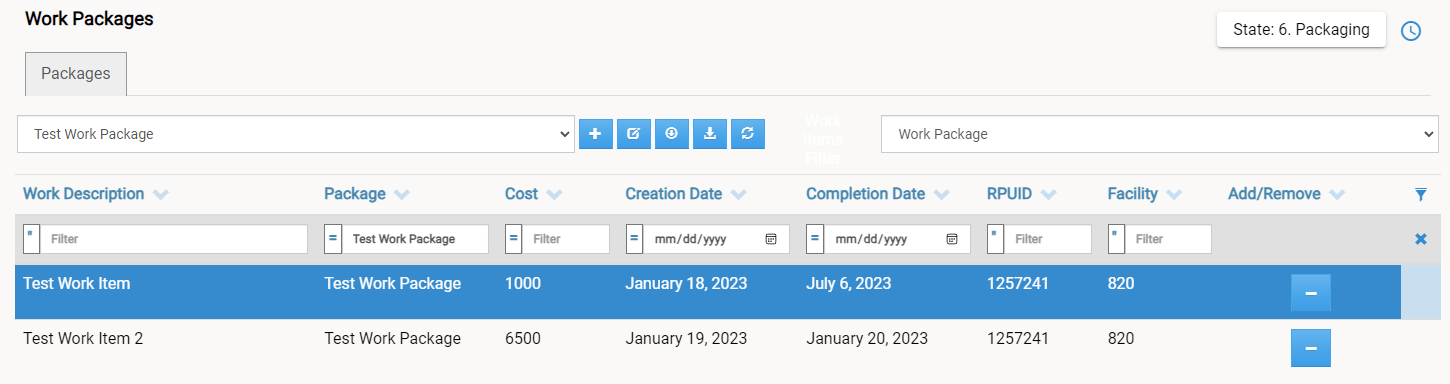 Work Packages
State: 6. Packaging
Packages
Test Work Package
Work Items Filter
Work Package
Work Description Package Cost Creation Date Completion Date RPUID Facility Add/Remove
* Filter = Test Work Package = Filter = mm/dd/yyyy = mm/dd/yyyy * Filter * Filter
Test Work Item Test Work Package 1000 January 18, 2023 July 6, 2023 1257241 820
Test Work Item 2 Test Work Package 6500 January 19, 2023 January 20, 2023 1257241 820